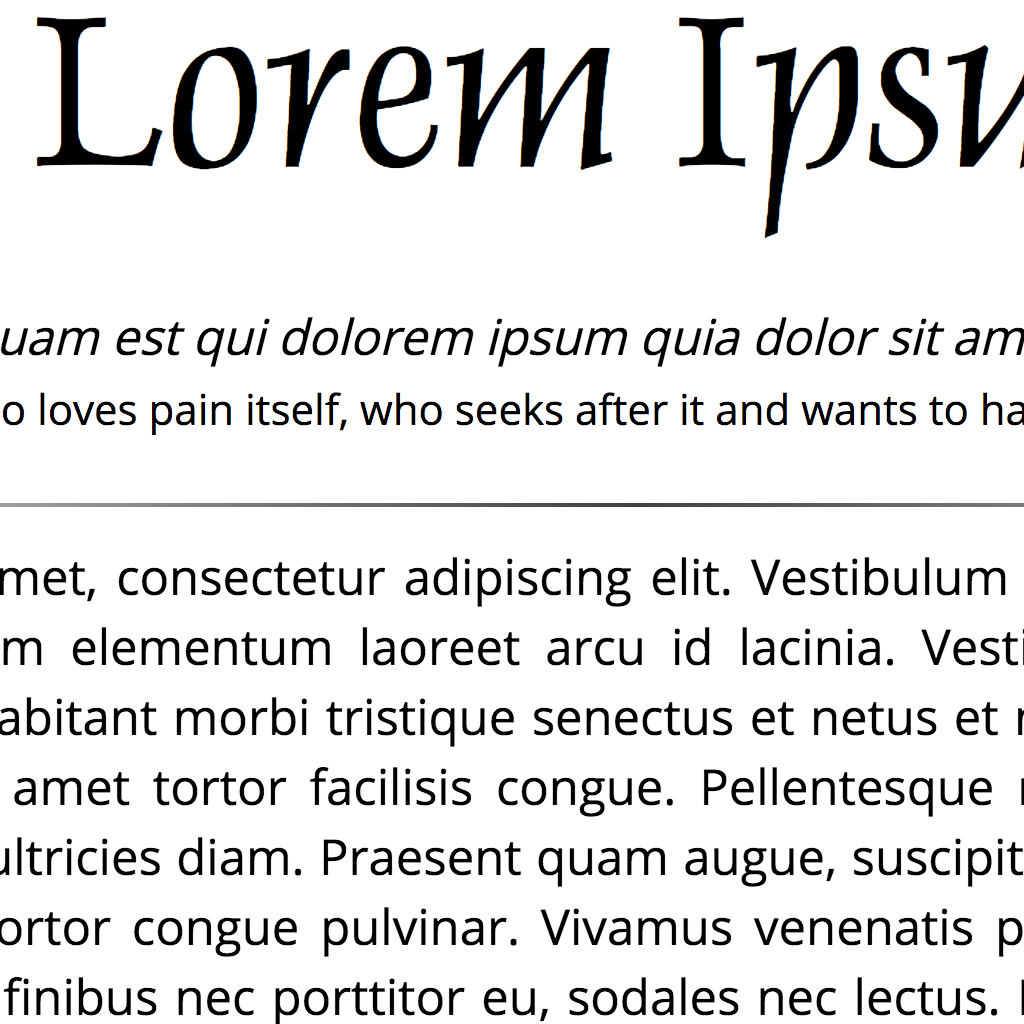 Lorem Ipsu
uam est qui dolorem ipsum quia dolor sit am
o loves pain itself, who seeks after it and wants to ha
met, consectetur adipiscing elit. Vestibulum
m elementum laoreet arcu id lacinia. Vesti
abitant morbi tristique senectus et netus et
amet tortor facilisis congue. Pellentesque
ultricies diam. Praesent quam augue, suscipit
ortor congue pulvinar. Vivamus venenatis p
finibus nec porttitor eu, sodales nec lectus.